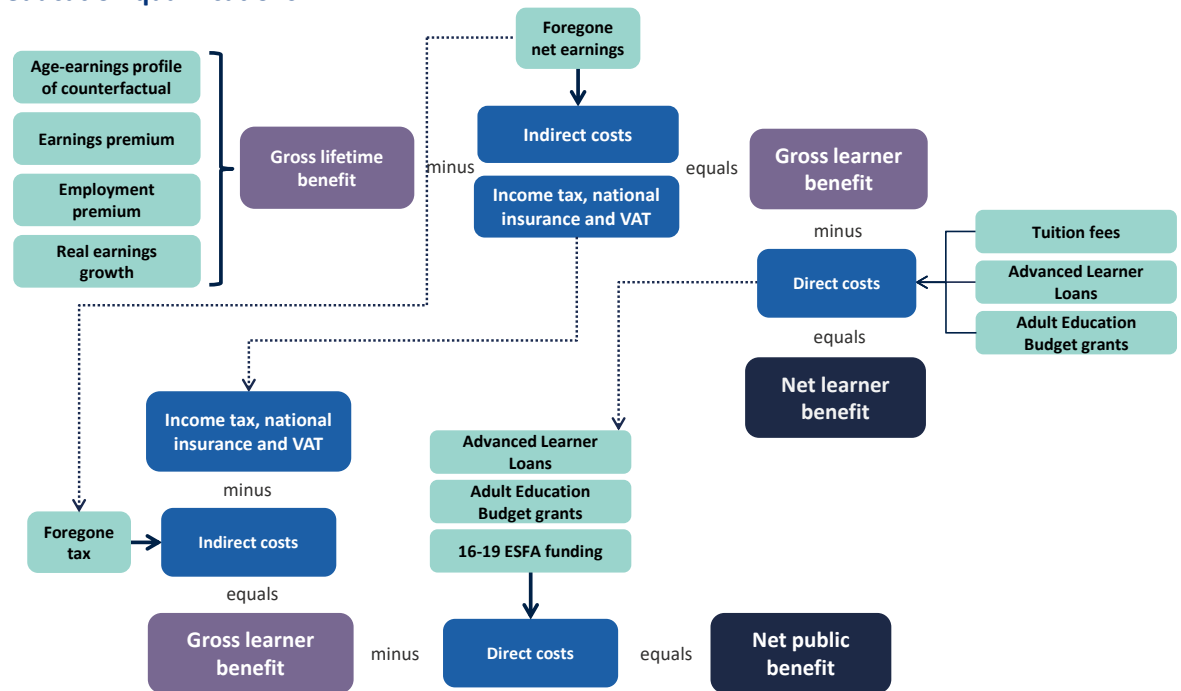 Foregone
net earnings
Age-earnings profile
of counterfactual
Earnings premium
Employment
premium
Real earnings
growth
Gross lifetime
benefit
minus
Indirect costs
Income tax, national
insurance and VAT
equals
Gross learner
benefit
minus
Direct costs
Tuition fees
Advanced Learner
Loans
Adult Education
Budget grants
equals
Net learner
benefit
Income tax, national
insurance and VAT
minus
Foregone
tax
Indirect costs
equals
Advanced Learner
Loans
Adult Education
Budget grants
16-19 ESFA funding
Gross learner
benefit
minus
Direct costs
equals
Net public
benefit